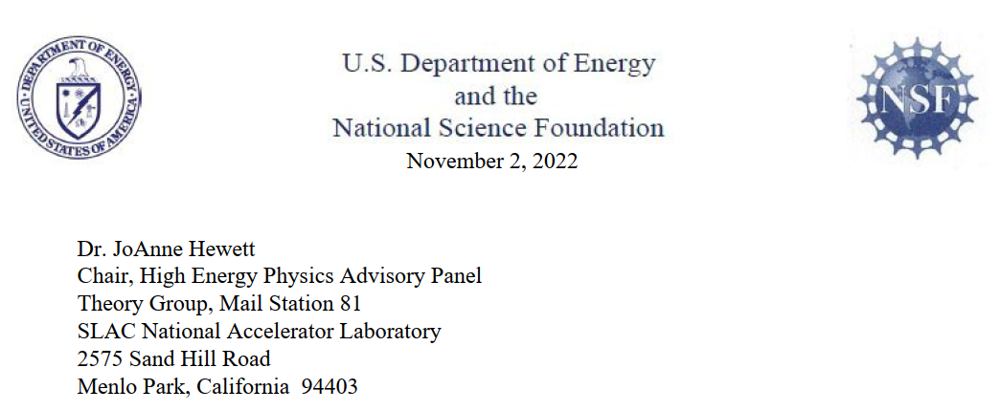 DEPARTMENT OF ENERGY
UNITED STATES OF AMERICA
U.S. Department of Energy
and the
National Science Foundation
November 2, 2022
NSF
Dr. JoAnne Hewett
Chair, High Energy Physics Advisory Panel
Theory Group, Mail Station 81
SLAC National Accelerator Laboratory
2575 Sand Hill Road
Menlo Park, California  94403